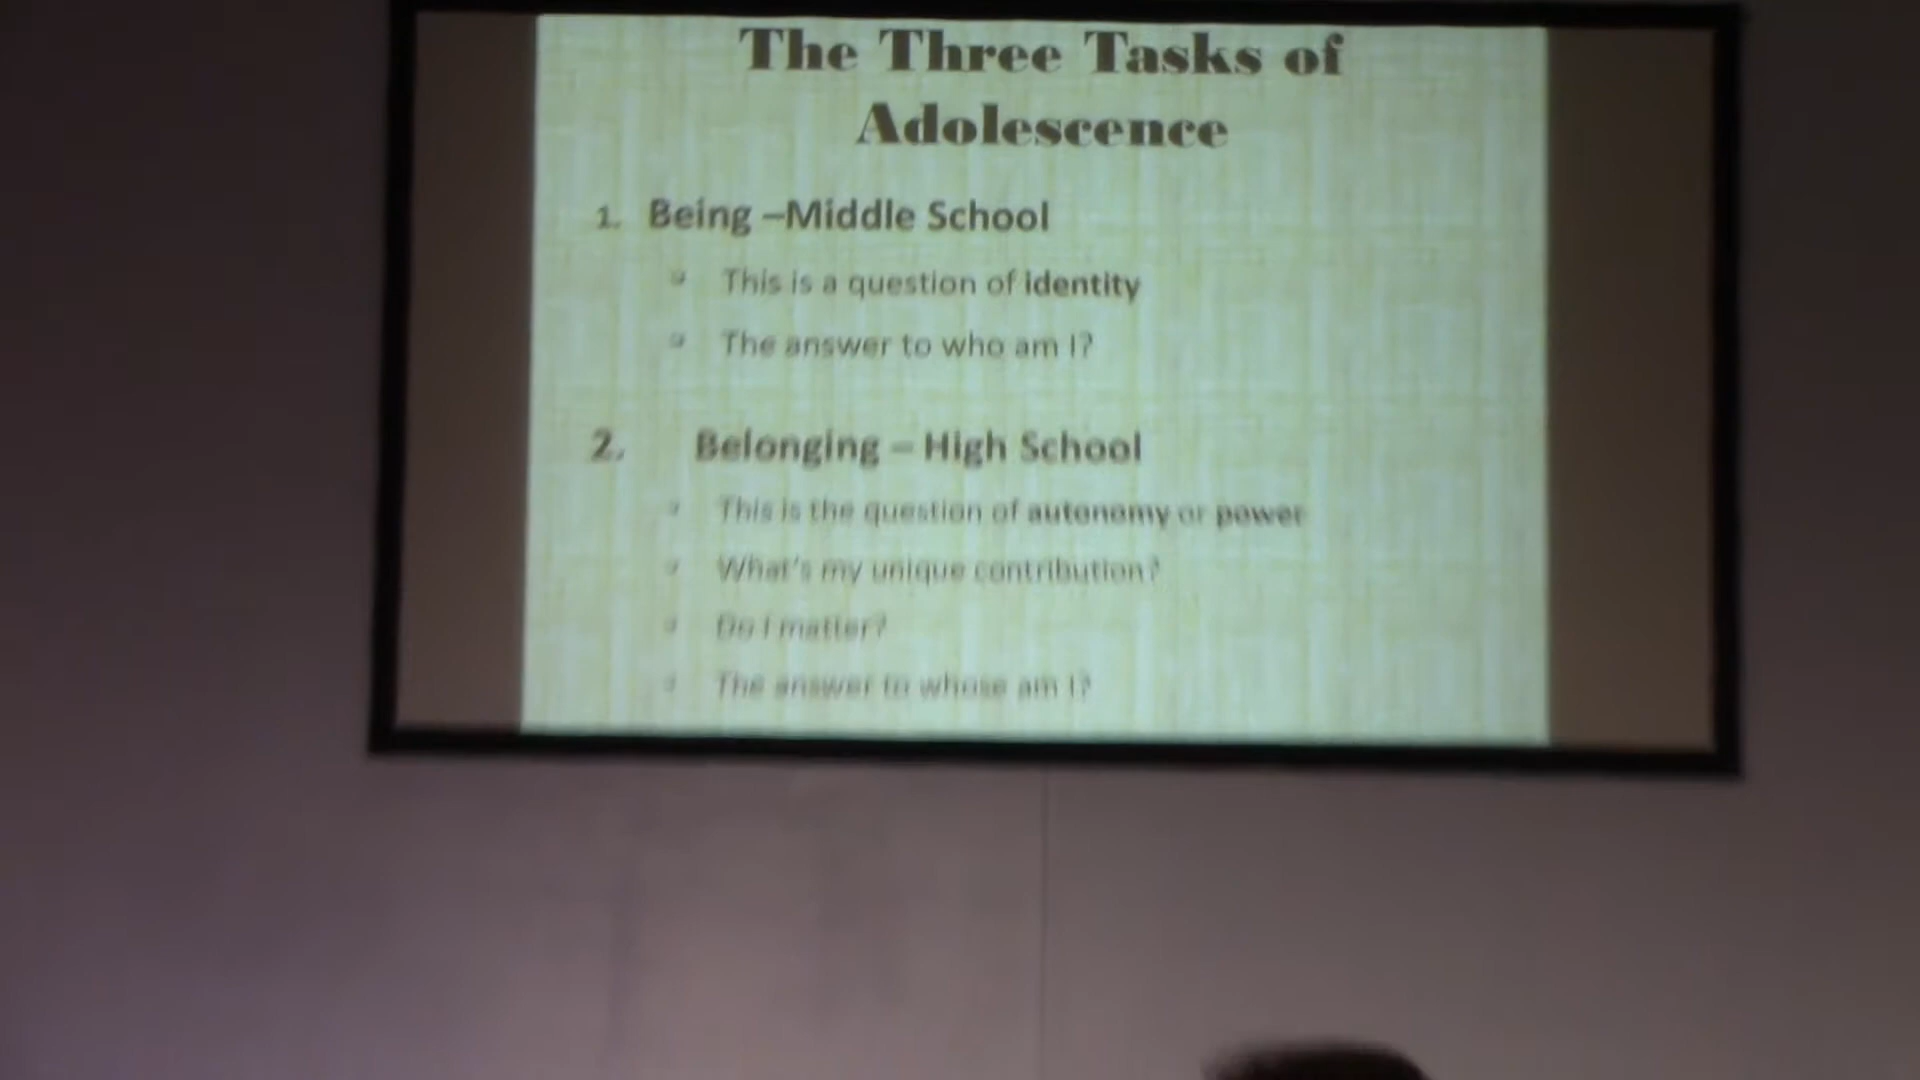 The Three Tasks of
Adolescence
1. Being –Middle School
This is a question of identity
The answer to who am I?
2. Belonging – High School
This is the question of autonomy or power
What's my unique contribution?
Do I matter?
The answer to whose am I?